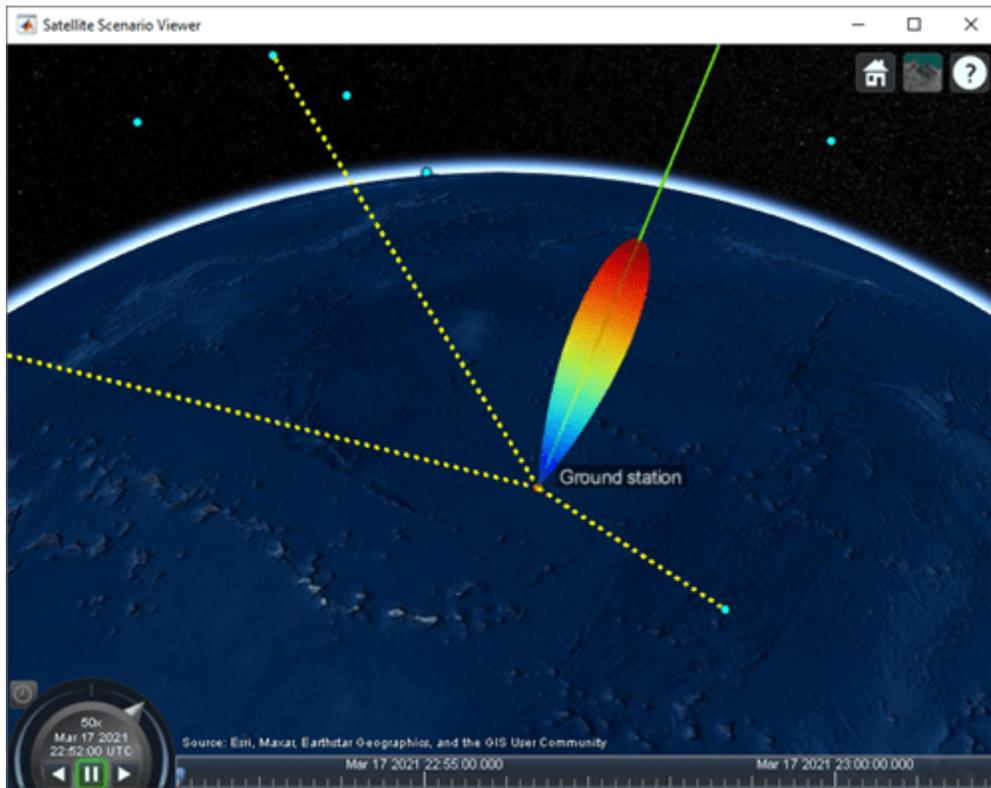 Satellite Scenario Viewer
?
Ground station
50x
Mar 17 2021
22:52:00 UTC
Source: Esri, Maxar, Earthstar Geographics, and the GIS User Community
Mar 17 2021 22:55:00.000
Mar 17 2021 23:00:00.000